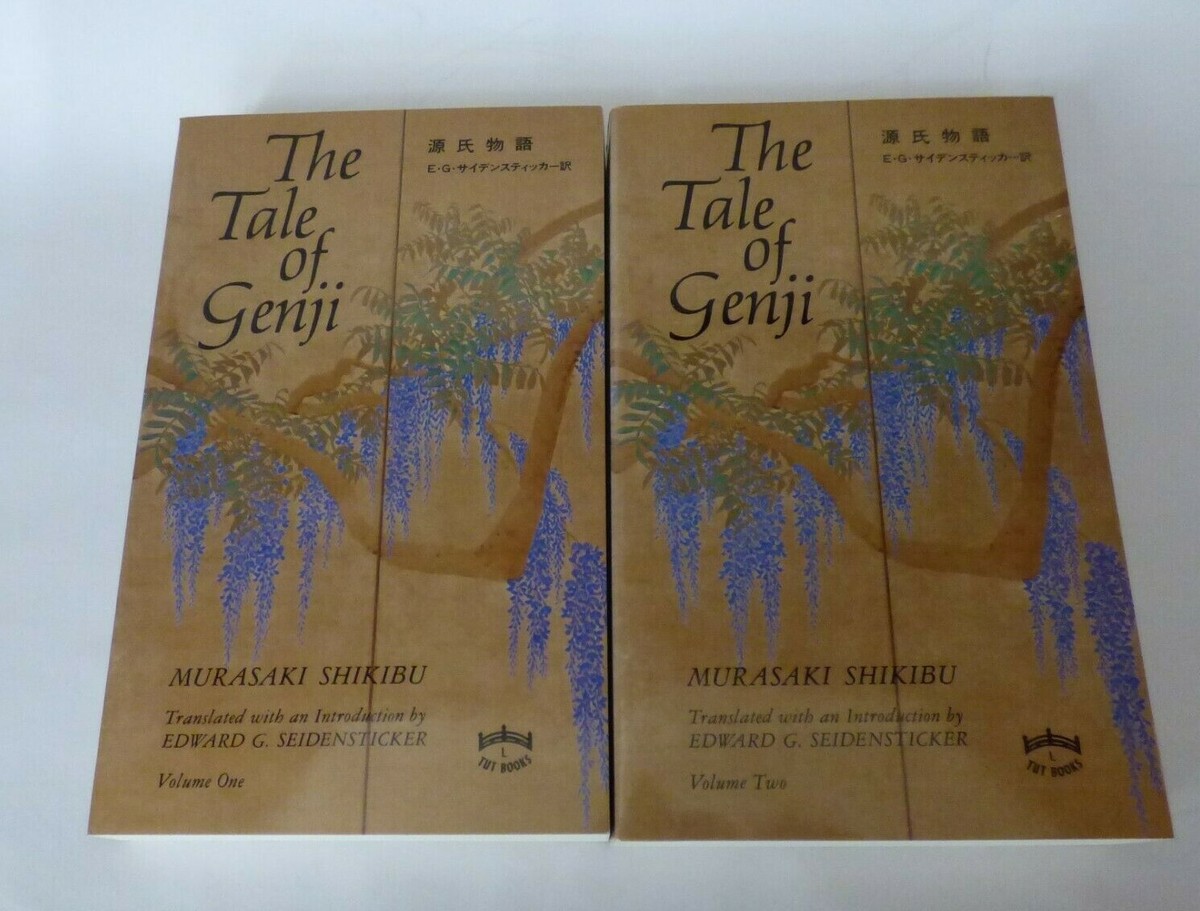 The
Tale
of
Genji
源氏物語
E・G・サイデンスティッカー訳
MURASAKI SHIKIBU
Translated with an Introduction by
EDWARD G. SEIDENSTICKER
Volume One
L
TUT BOOKS
The
Tale
of
Genji
源氏物語
E・G・サイデンスティッカー訳
MURASAKI SHIKIBU
Translated with an Introduction by
EDWARD G. SEIDENSTICKER
Volume Two
L
TUT BOOKS